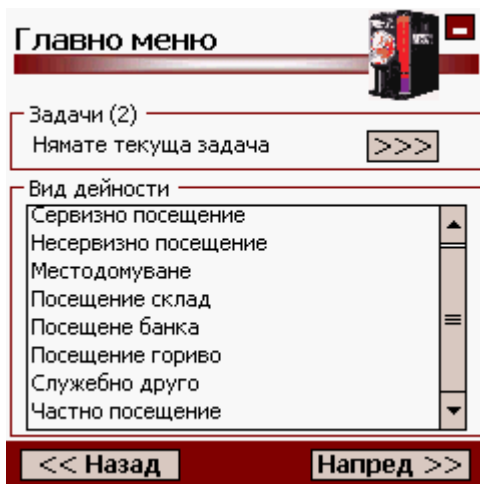 Главно меню
Задачи (2)
Нямате текуща задача >>>
Вид дейности
Сервизно посещение
Несервизно посещение
Местодомуване
Посещение склад
Посещене банка
Посещение гориво
Служебно друго
Частно посещение
<< Назад Напред >>